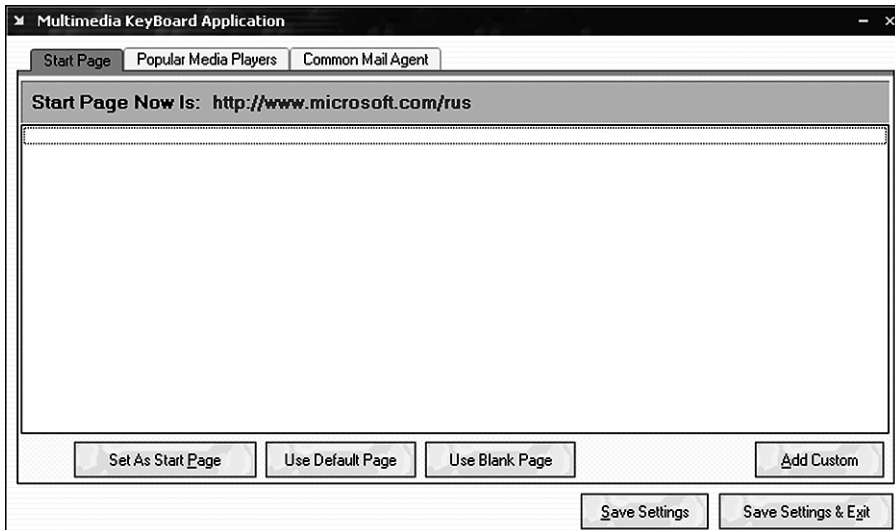 Multimedia KeyBoard Application
Start Page Popular Media Players Common Mail Agent
Start Page Now Is: http://www.microsoft.com/rus
Set As Start Page Use Default Page Use Blank Page Add Custom
Save Settings Save Settings & Exit